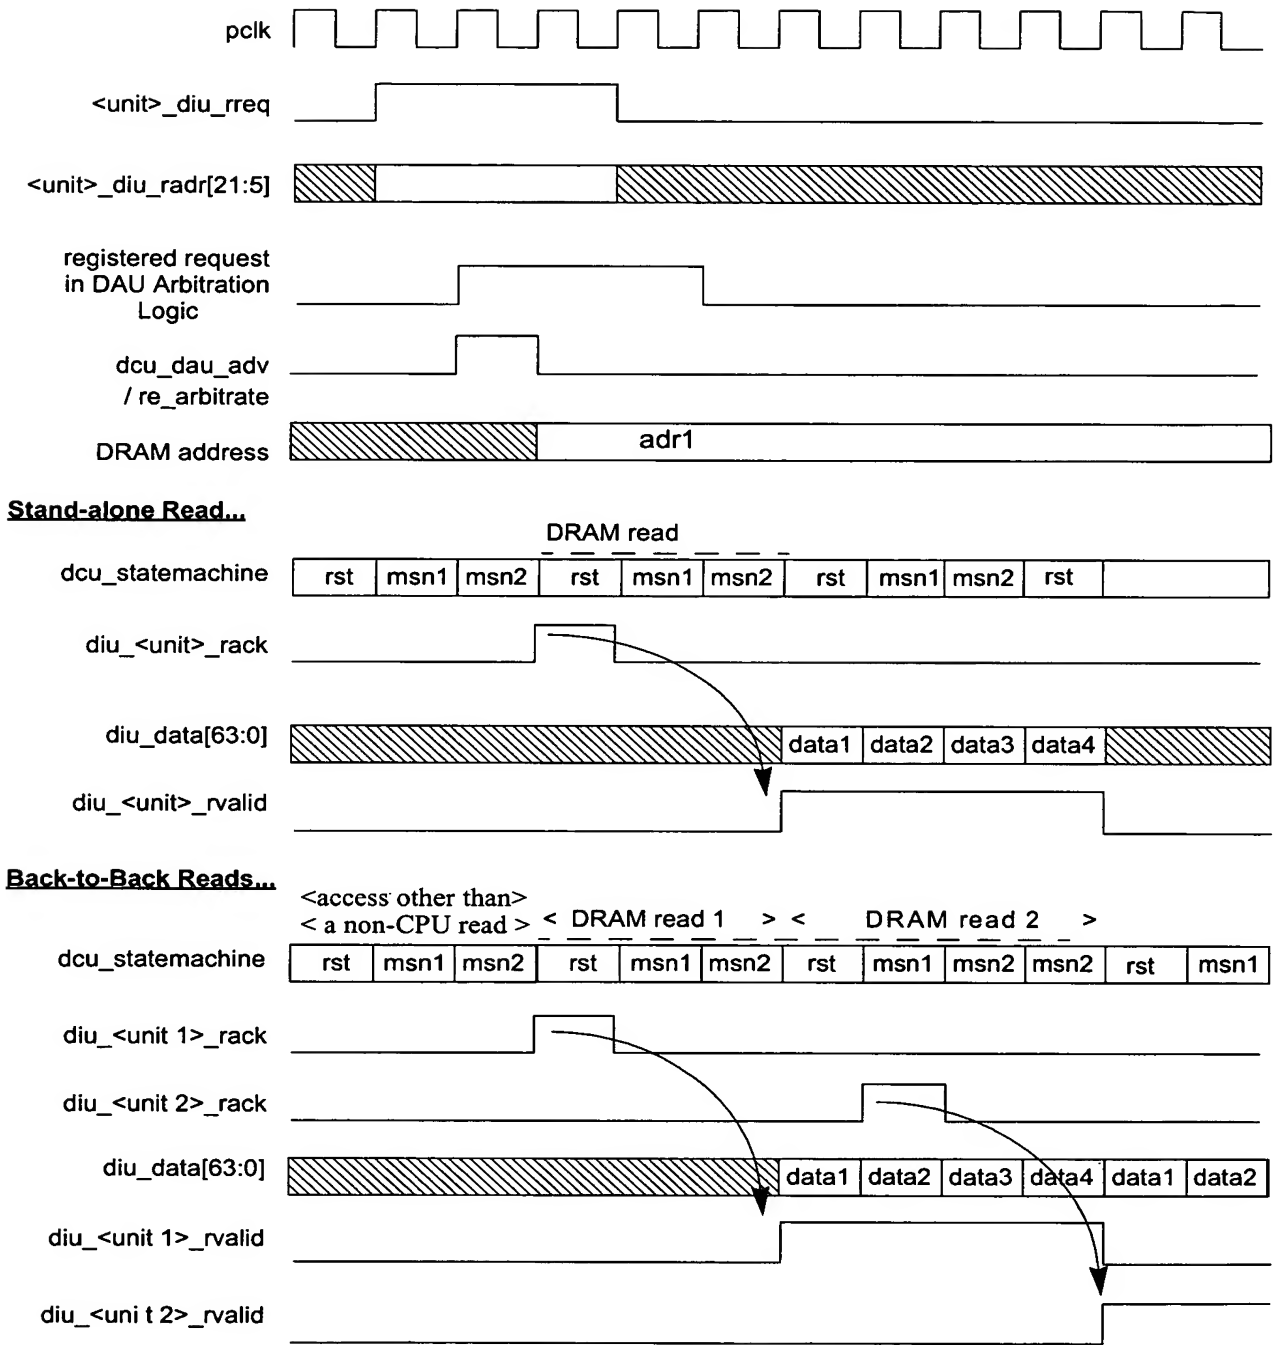 pclk
<unit>_diu_rreq
<unit>_diu_radr[21:5]
registered request
in DAU Arbitration
Logic
dcu_dau_adv
/ re_arbitrate
DRAM address
adr1
Stand-alone Read...
DRAM read
dcu_statemachine
rst msn1 msn2 rst msn1 msn2 rst msn1 msn2 rst
diu_<unit>_rack
diu_data[63:0]
data1 data2 data3 data4
diu_<unit>_rvalid
Back-to-Back Reads...
<access other than>
< a non-CPU read > < DRAM read 1 > < DRAM read 2 >
dcu_statemachine
rst msn1 msn2 rst msn1 msn2 rst msn1 msn2 msn2 rst msn1
diu_<unit 1>_rack
diu_<unit 2>_rack
diu_data[63:0]
data1 data2 data3 data4 data1 data2
diu_<unit 1>_rvalid
diu_<uni t 2>_rvalid